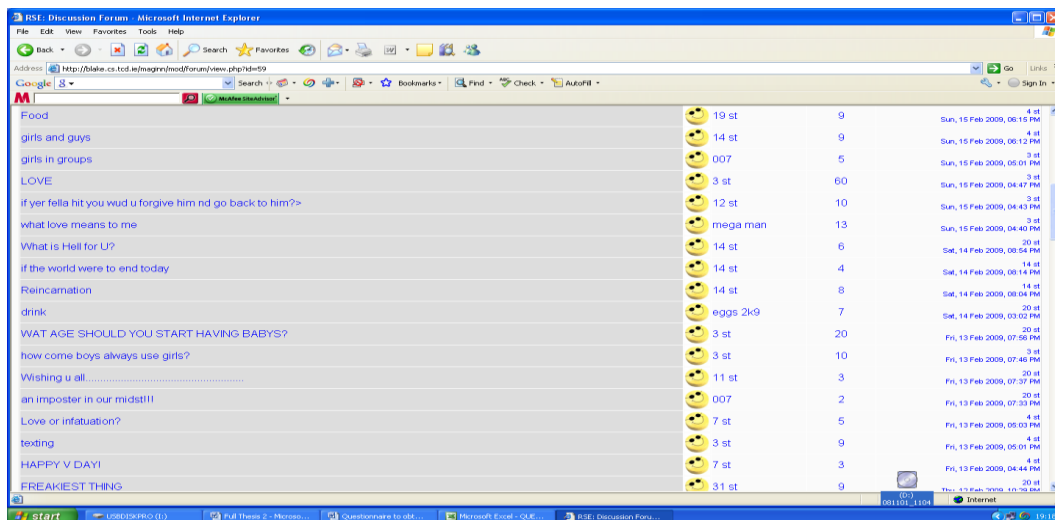 RSE: Discussion Forum - Microsoft Internet Explorer
File Edit View Favorites Tools Help
Back Search Favorites
Address http://blake.cs.tcd.ie/maginn/mod/forum/view.php?id=59 Go Links
Google Search Bookmarks Find Check AutoFill Sign In
M McAfee SiteAdvisor
Food 19 st 9 4 st
Sun, 15 Feb 2009, 06:15 PM
girls and guys 14 st 9 4 st
Sun, 15 Feb 2009, 06:12 PM
girls in groups 007 5 3 st
Sun, 15 Feb 2009, 05:01 PM
LOVE 3 st 60 3 st
Sun, 15 Feb 2009, 04:47 PM
if yer fella hit you wud u forgive him nd go back to him?> 12 st 10 3 st
Sun, 15 Feb 2009, 04:43 PM
what love means to me mega man 13 3 st
Sun, 15 Feb 2009, 04:40 PM
What is Hell for U? 14 st 6 20 st
Sat, 14 Feb 2009, 08:54 PM
if the world were to end today 14 st 4 14 st
Sat, 14 Feb 2009, 08:14 PM
Reincarnation 14 st 8 14 st
Sat, 14 Feb 2009, 08:04 PM
drink eggs 2k9 7 20 st
Sat, 14 Feb 2009, 03:02 PM
WAT AGE SHOULD YOU START HAVING BABYS? 3 st 20 20 st
Fri, 13 Feb 2009, 07:56 PM
how come boys always use girls? 3 st 10 3 st
Fri, 13 Feb 2009, 07:46 PM
Wishing u all..................................................... 11 st 3 20 st
Fri, 13 Feb 2009, 07:37 PM
an imposter in our midst!!! 007 2 20 st
Fri, 13 Feb 2009, 07:33 PM
Love or infatuation? 7 st 5 4 st
Fri, 13 Feb 2009, 05:03 PM
texting 3 st 9 4 st
Fri, 13 Feb 2009, 05:01 PM
HAPPY V DAY! 7 st 3 4 st
Fri, 13 Feb 2009, 04:44 PM
FREAKIEST THING 31 st 9 20 st
Thu, 12 Feb 2009, 10:29 PM
(D:)
081101_1104
Internet
start USBDISKPRO (I:) Full Thesis 2 - Microso... Questionnaire to obt... Microsoft Excel - QUE... RSE: Discussion Foru...